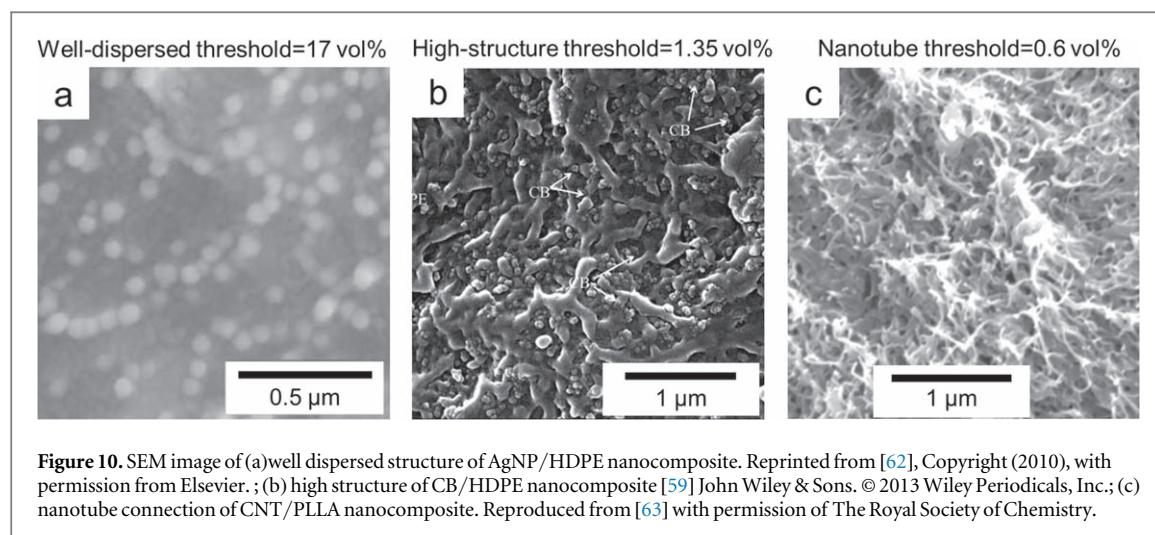 Well-dispersed threshold=17 vol%
High-structure threshold=1.35 vol%
Nanotube threshold=0.6 vol%
a
b
c
CB
CB
PE
CB
0.5 µm
1 µm
1 µm
Figure 10. SEM image of (a)well dispersed structure of AgNP/HDPE nanocomposite. Reprinted from [62], Copyright (2010), with
permission from Elsevier. ; (b) high structure of CB/HDPE nanocomposite [59] John Wiley & Sons. © 2013 Wiley Periodicals, Inc.; (c)
nanotube connection of CNT/PLLA nanocomposite. Reproduced from [63] with permission of The Royal Society of Chemistry.